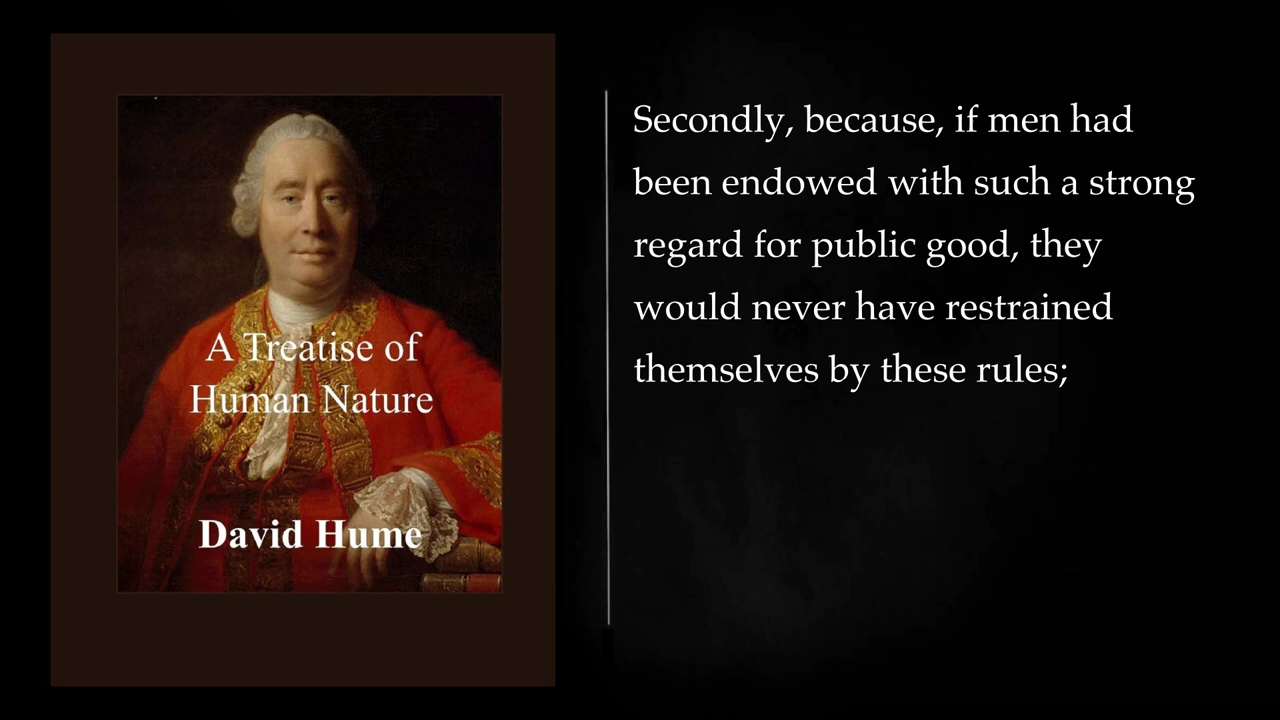 A Treatise of
Human Nature
David Hume
Secondly, because, if men had
been endowed with such a strong
regard for public good, they
would never have restrained
themselves by these rules;